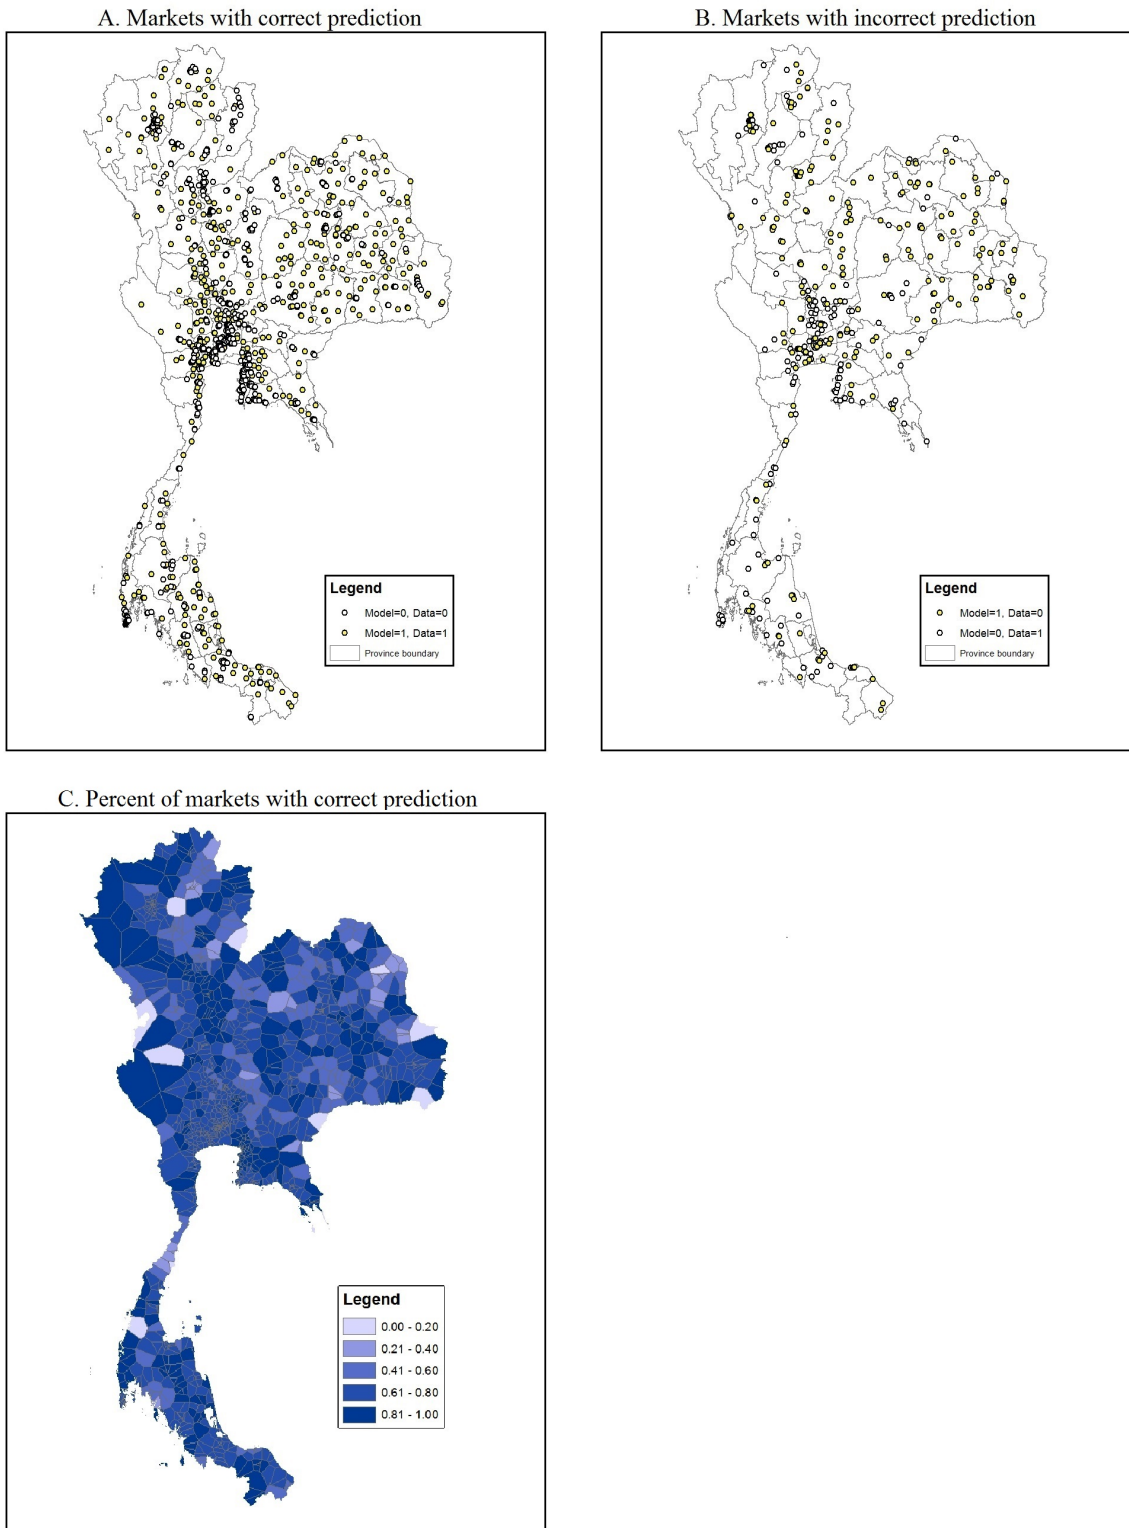 A. Markets with correct prediction
B. Markets with incorrect prediction
Legend
Model=0, Data=0
Model=1, Data=1
Province boundary
Legend
Model=1, Data=0
Model=0, Data=1
Province boundary
C. Percent of markets with correct prediction
Legend
0.00 - 0.20
0.21 - 0.40
0.41 - 0.60
0.61 - 0.80
0.81 - 1.00